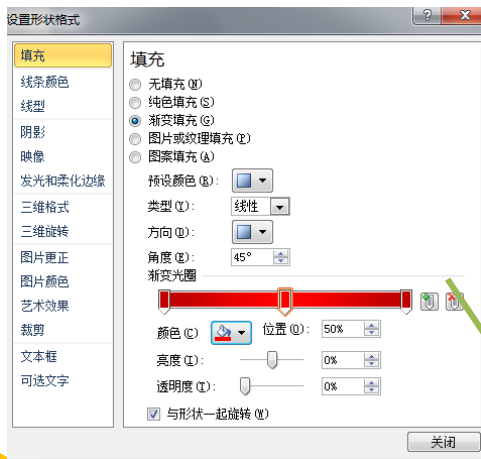 设置形状格式
填充
线条颜色
线型
阴影
映像
发光和柔化边缘
三维格式
三维旋转
图片更正
图片颜色
艺术效果
裁剪
文本框
可选文字
填充
无填充(N)
纯色填充(S)
渐变填充(G)
图片或纹理填充(P)
图案填充(A)
预设颜色(R):
类型(Y): 线性
方向(D):
角度(E): 45°
渐变光圈
颜色(C) 位置(O): 50%
亮度(I): 0%
透明度(T): 0%
与形状一起旋转(W)
关闭